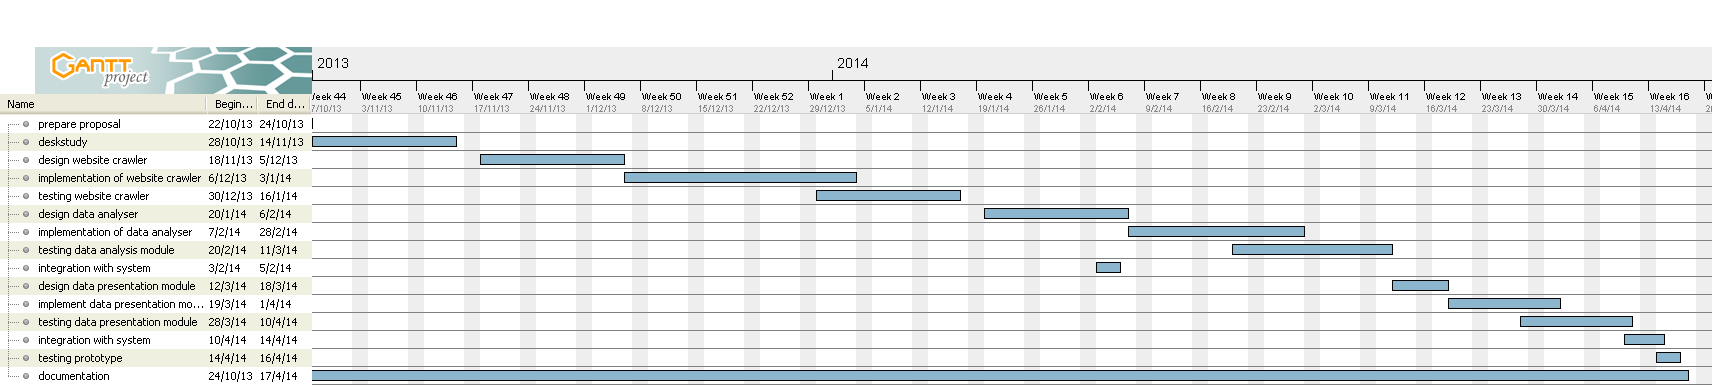 GANTT
project
2013 2014
Name Begin... End d...
Week 45 Week 46 Week 47 Week 48 Week 49 Week 50 Week 51 Week 52 Week 1 Week 2 Week 3 Week 4 Week 5 Week 6 Week 7 Week 8 Week 9 Week 10 Week 11 Week 12 Week 13 Week 14 Week 15 Week 16
7/10/13 3/11/13 10/11/13 17/11/13 24/11/13 1/12/13 8/12/13 15/12/13 22/12/13 29/12/13 5/1/14 12/1/14 19/1/14 26/1/14 2/2/14 9/2/14 16/2/14 23/2/14 2/3/14 9/3/14 16/3/14 23/3/14 30/3/14 6/4/14 13/4/14
prepare proposal 22/10/13 24/10/13
deskstudy 28/10/13 14/11/13
design website crawler 18/11/13 5/12/13
implementation of website crawler 6/12/13 3/1/14
testing website crawler 30/12/13 16/1/14
design data analyser 20/1/14 6/2/14
implementation of data analyser 7/2/14 28/2/14
testing data analysis module 20/2/14 11/3/14
integration with system 3/2/14 5/2/14
design data presentation module 12/3/14 18/3/14
implement data presentation mo... 19/3/14 1/4/14
testing data presentation module 28/3/14 10/4/14
integration with system 10/4/14 14/4/14
testing prototype 14/4/14 16/4/14
documentation 24/10/13 17/4/14